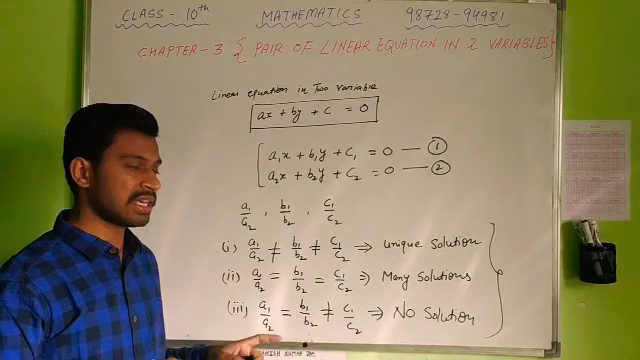 CLASS - 10th MATHEMATICS 98728-94981
CHAPTER-3 { PAIR OF LINEAR EQUATION IN 2 VARIABLES}
Linear equation in Two Variable
ax + by + c = 0
a₁x + b₁y + c₁ = 0 — ①
a₂x + b₂y + c₂ = 0 — ②
a₁/a₂ , b₁/b₂ , c₁/c₂
(i) a₁/a₂ ≠ b₁/b₂ ≠ c₁/c₂ ⇒ Unique Solution
(ii) a₁/a₂ = b₁/b₂ = c₁/c₂ ⇒ Many Solutions
(iii) a₁/a₂ = b₁/b₂ ≠ c₁/c₂ ⇒ No Solution